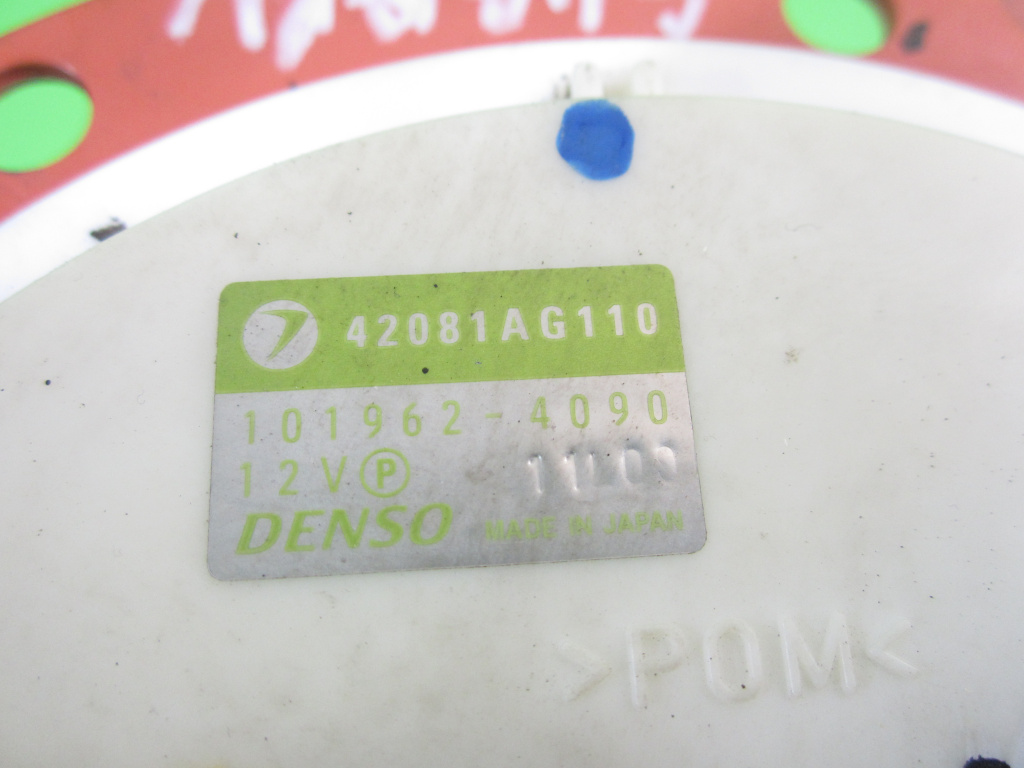 42081AG110
101962-4090
12V Ⓟ
DENSO MADE IN JAPAN
>POM<